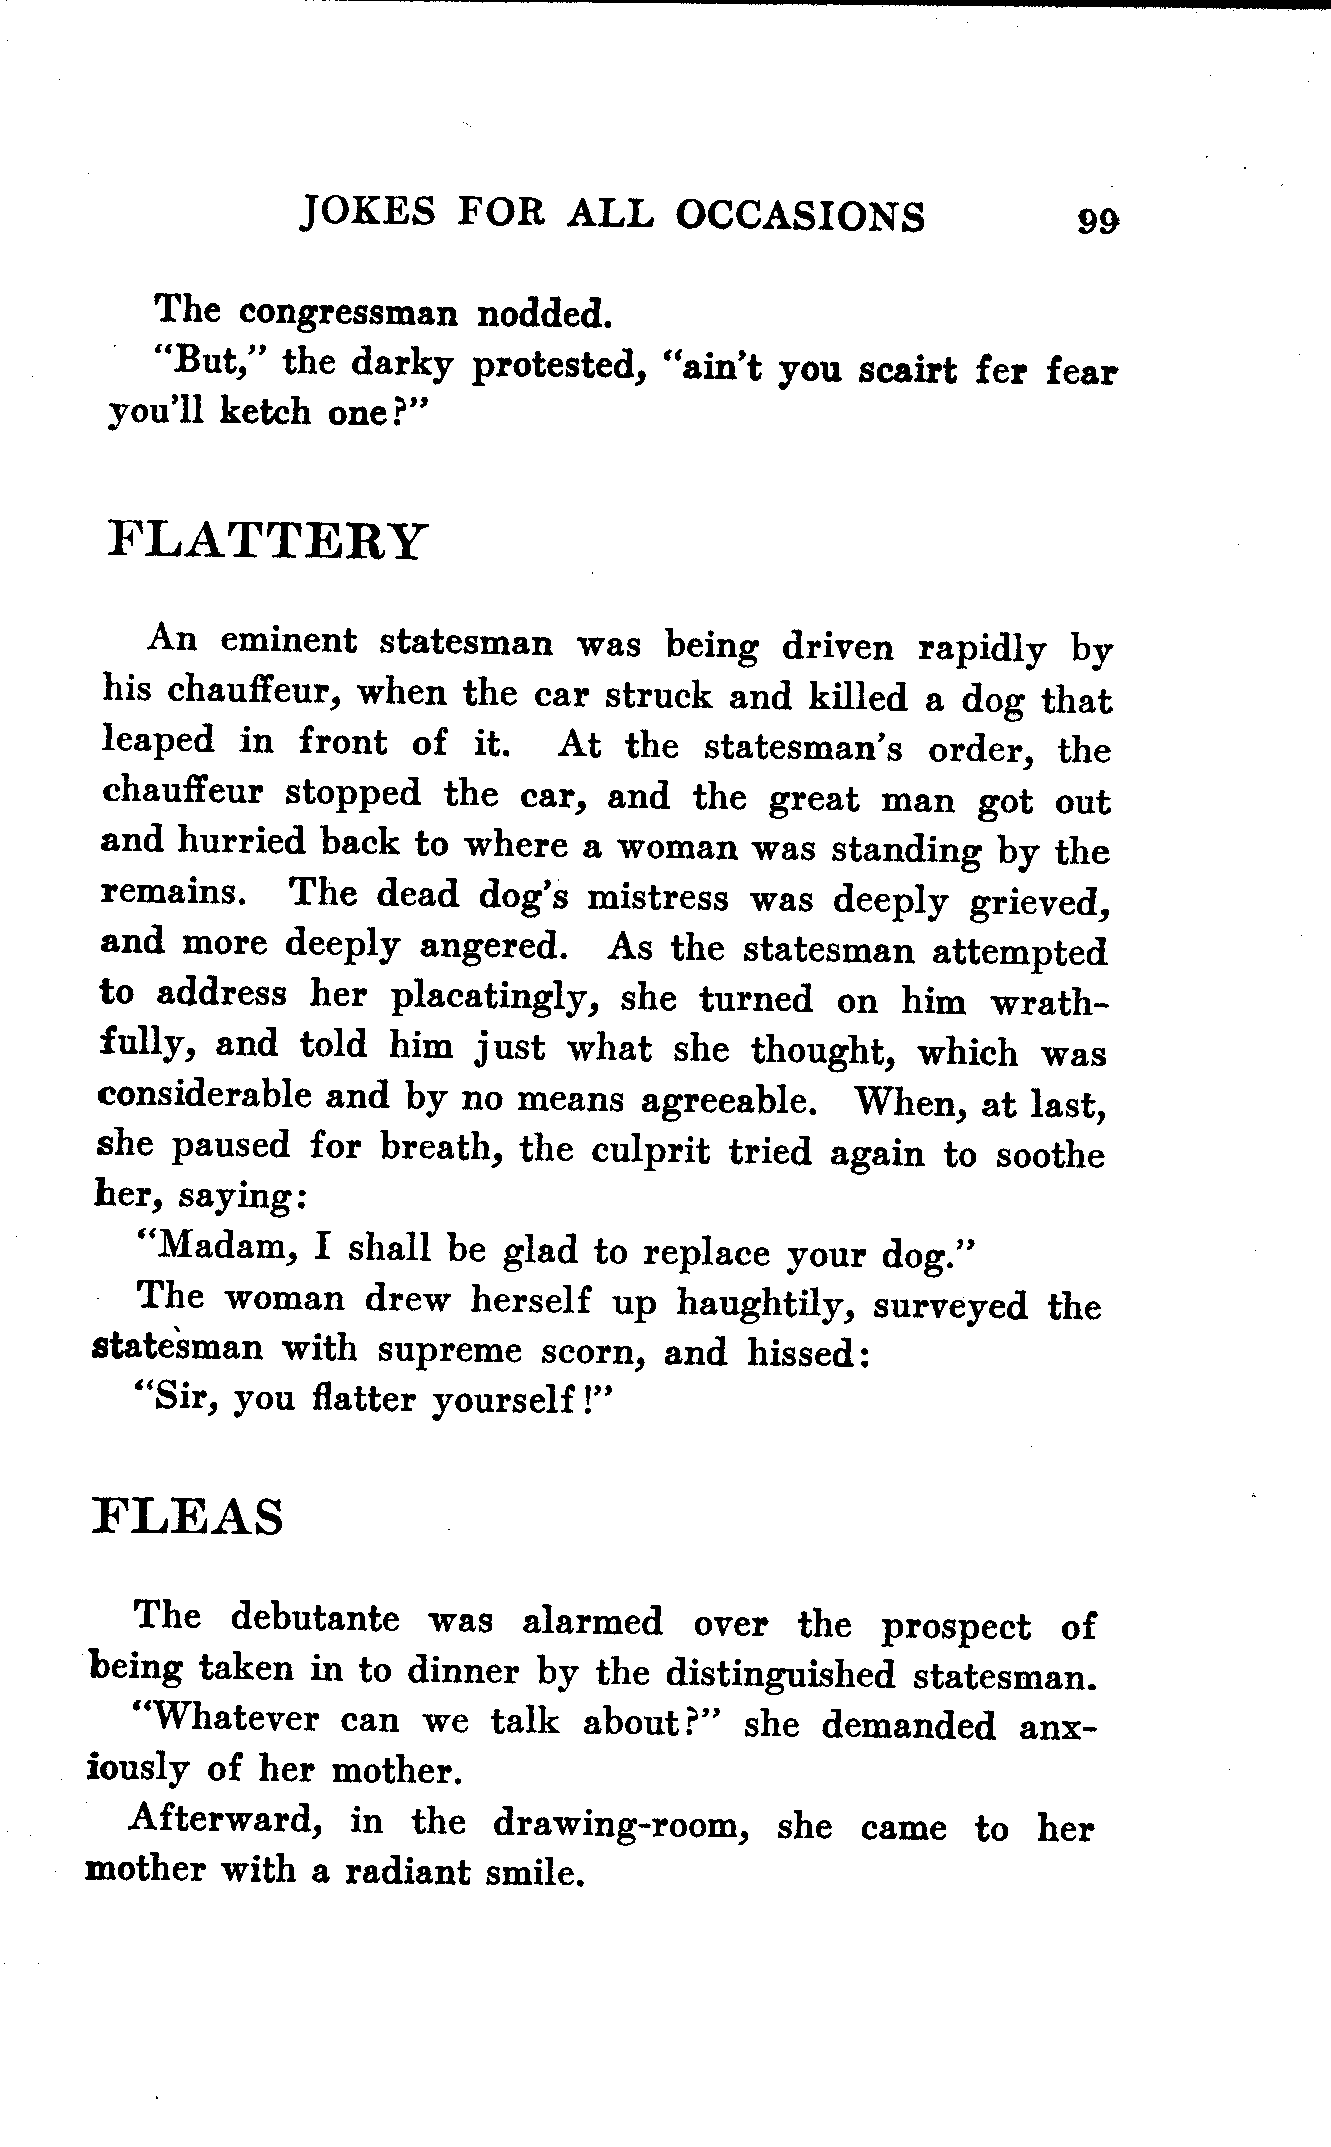 JOKES FOR ALL OCCASIONS 99
The congressman nodded.
"But," the darky protested, "ain't you scairt fer fear
you'll ketch one?"
FLATTERY
An eminent statesman was being driven rapidly by
his chauffeur, when the car struck and killed a dog that
leaped in front of it. At the statesman's order, the
chauffeur stopped the car, and the great man got out
and hurried back to where a woman was standing by the
remains. The dead dog's mistress was deeply grieved,
and more deeply angered. As the statesman attempted
to address her placatingly, she turned on him wrath-
fully, and told him just what she thought, which was
considerable and by no means agreeable. When, at last,
she paused for breath, the culprit tried again to soothe
her, saying:
"Madam, I shall be glad to replace your dog."
The woman drew herself up haughtily, surveyed the
statesman with supreme scorn, and hissed:
"Sir, you flatter yourself!"
FLEAS
The debutante was alarmed over the prospect of
being taken in to dinner by the distinguished statesman.
"Whatever can we talk about?" she demanded anx-
iously of her mother.
Afterward, in the drawing-room, she came to her
mother with a radiant smile.